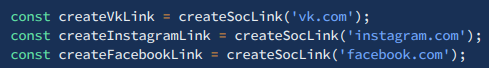 const createVkLink = createSocLink('vk.com');
const createInstagramLink = createSocLink('instagram.com');
const createFacebookLink = createSocLink('facebook.com');